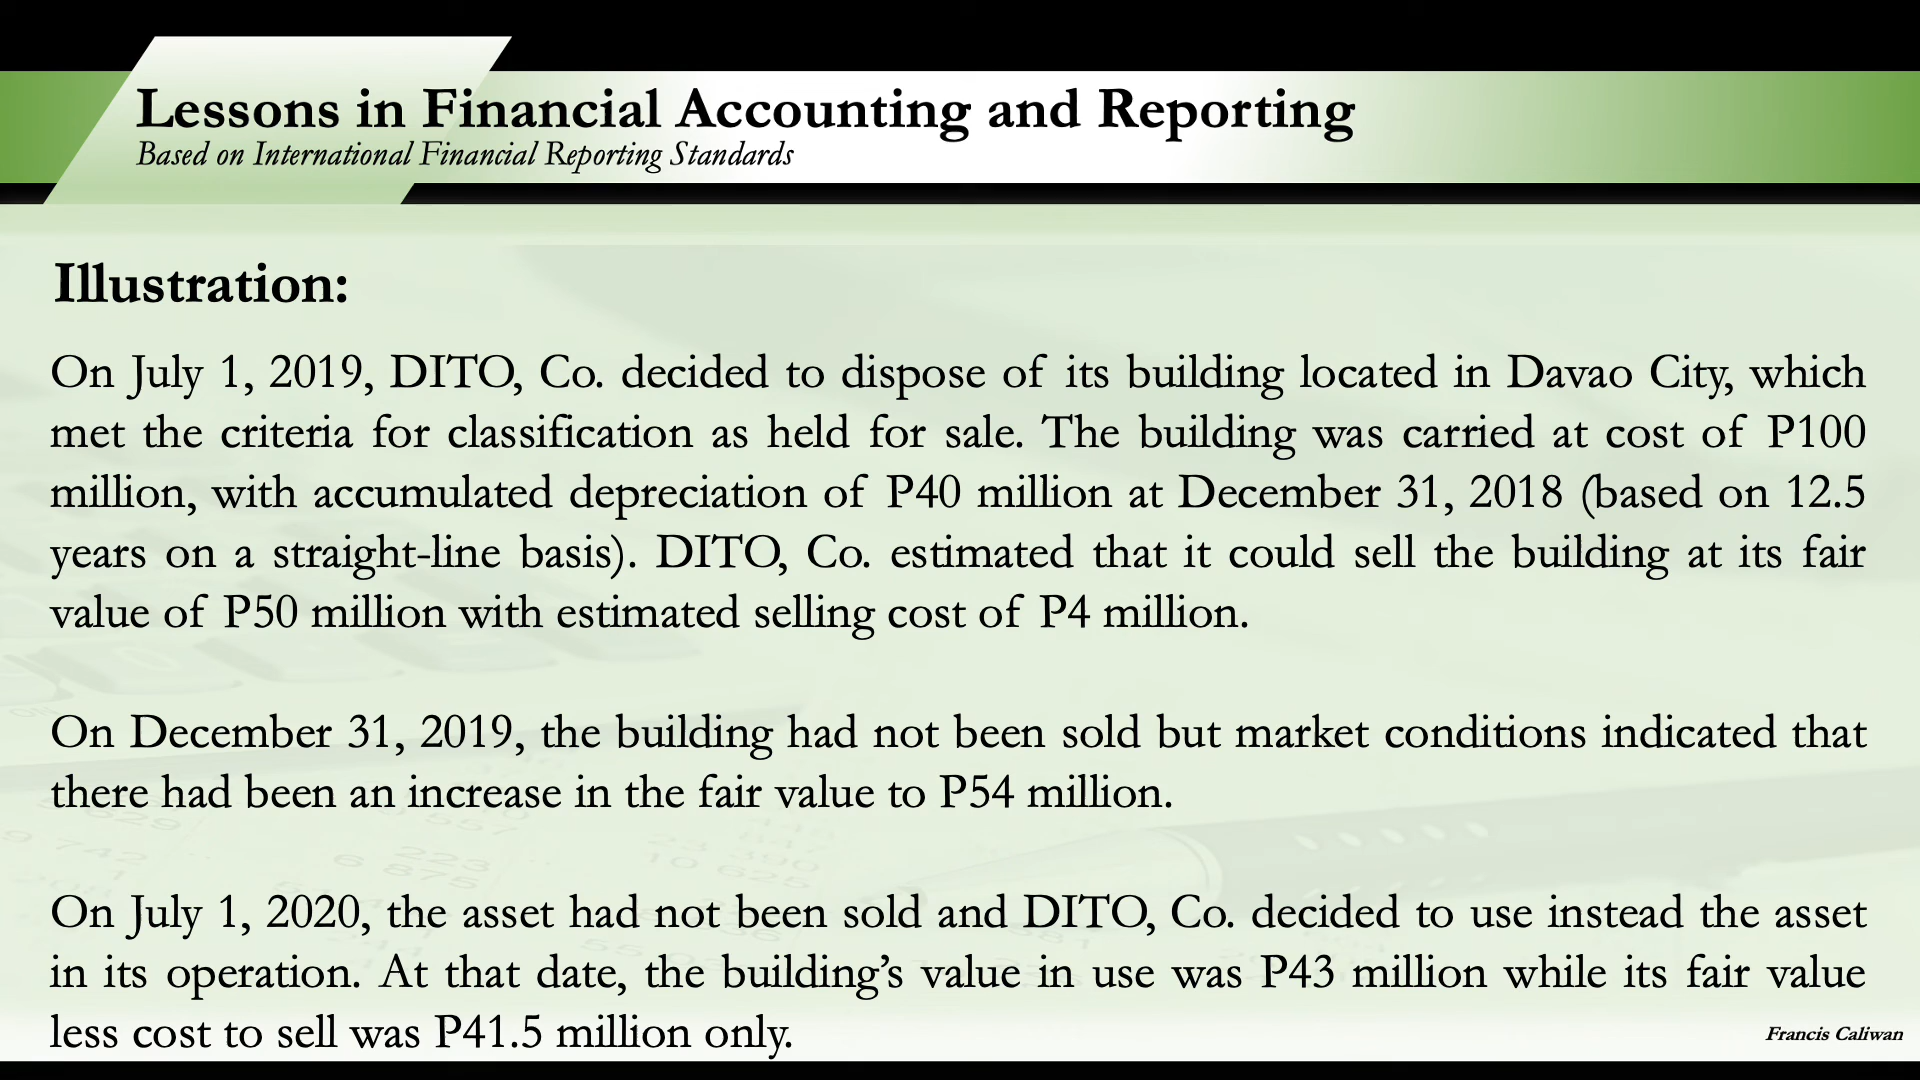 Lessons in Financial Accounting and Reporting
Based on International Financial Reporting Standards
Illustration:
On July 1, 2019, DITO, Co. decided to dispose of its building located in Davao City, which
met the criteria for classification as held for sale. The building was carried at cost of P100
million, with accumulated depreciation of P40 million at December 31, 2018 (based on 12.5
years on a straight-line basis). DITO, Co. estimated that it could sell the building at its fair
value of P50 million with estimated selling cost of P4 million.
On December 31, 2019, the building had not been sold but market conditions indicated that
there had been an increase in the fair value to P54 million.
On July 1, 2020, the asset had not been sold and DITO, Co. decided to use instead the asset
in its operation. At that date, the building’s value in use was P43 million while its fair value
less cost to sell was P41.5 million only.
Francis Caliwan